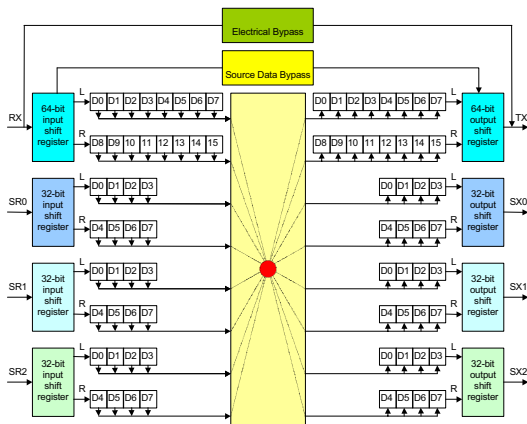 Electrical Bypass
Source Data Bypass
RX
64-bit
input
shift
register
L
D0 D1 D2 D3 D4 D5 D6 D7
R
D8 D9 10 11 12 13 14 15
L
D0 D1 D2 D3 D4 D5 D6 D7
R
D8 D9 10 11 12 13 14 15
64-bit
output
shift
register
TX
SR0
32-bit
input
shift
register
L
D0 D1 D2 D3
R
D4 D5 D6 D7
L
D0 D1 D2 D3
R
D4 D5 D6 D7
32-bit
output
shift
register
SX0
SR1
32-bit
input
shift
register
L
D0 D1 D2 D3
R
D4 D5 D6 D7
L
D0 D1 D2 D3
R
D4 D5 D6 D7
32-bit
output
shift
register
SX1
SR2
32-bit
input
shift
register
L
D0 D1 D2 D3
R
D4 D5 D6 D7
L
D0 D1 D2 D3
R
D4 D5 D6 D7
32-bit
output
shift
register
SX2